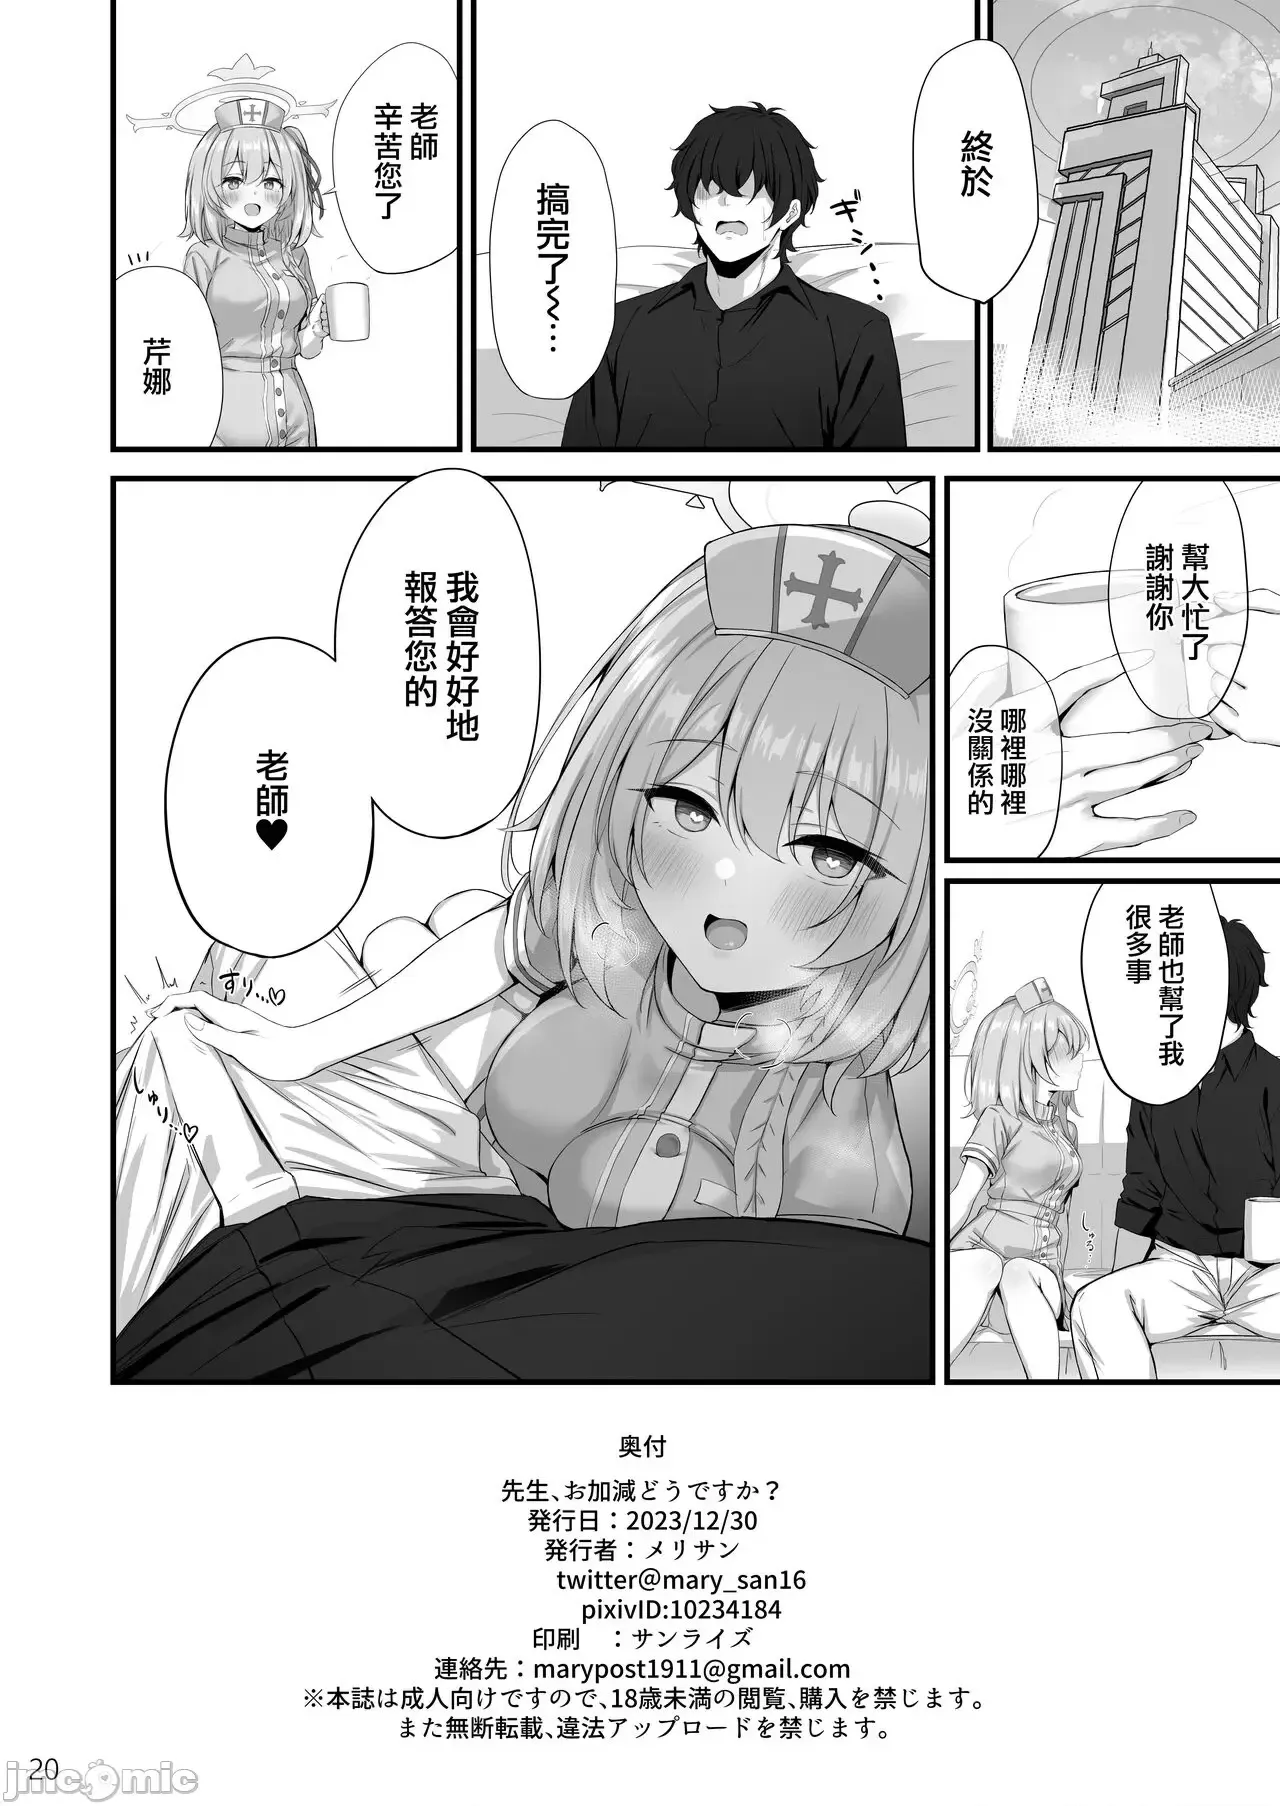 終於
搞完了～…
ギシ…
老師
辛苦您了
芹娜
幫大忙了
謝謝你
哪裡哪裡
沒關係的
老師也幫了我
很多事
しゅる…
我會好好地
報答您的
老師♥
すり…♡
しゅり…♡
奥付
先生、お加減どうですか？
発行日：2023/12/30
発行者：メリサン
twitter@mary_san16
pixivID:10234184
印刷　：サンライズ
連絡先：marypost1911@gmail.com
※本誌は成人向けですので、18歳未満の閲覧、購入を禁じます。
また無断転載、違法アップロードを禁じます。
20
jmcomic